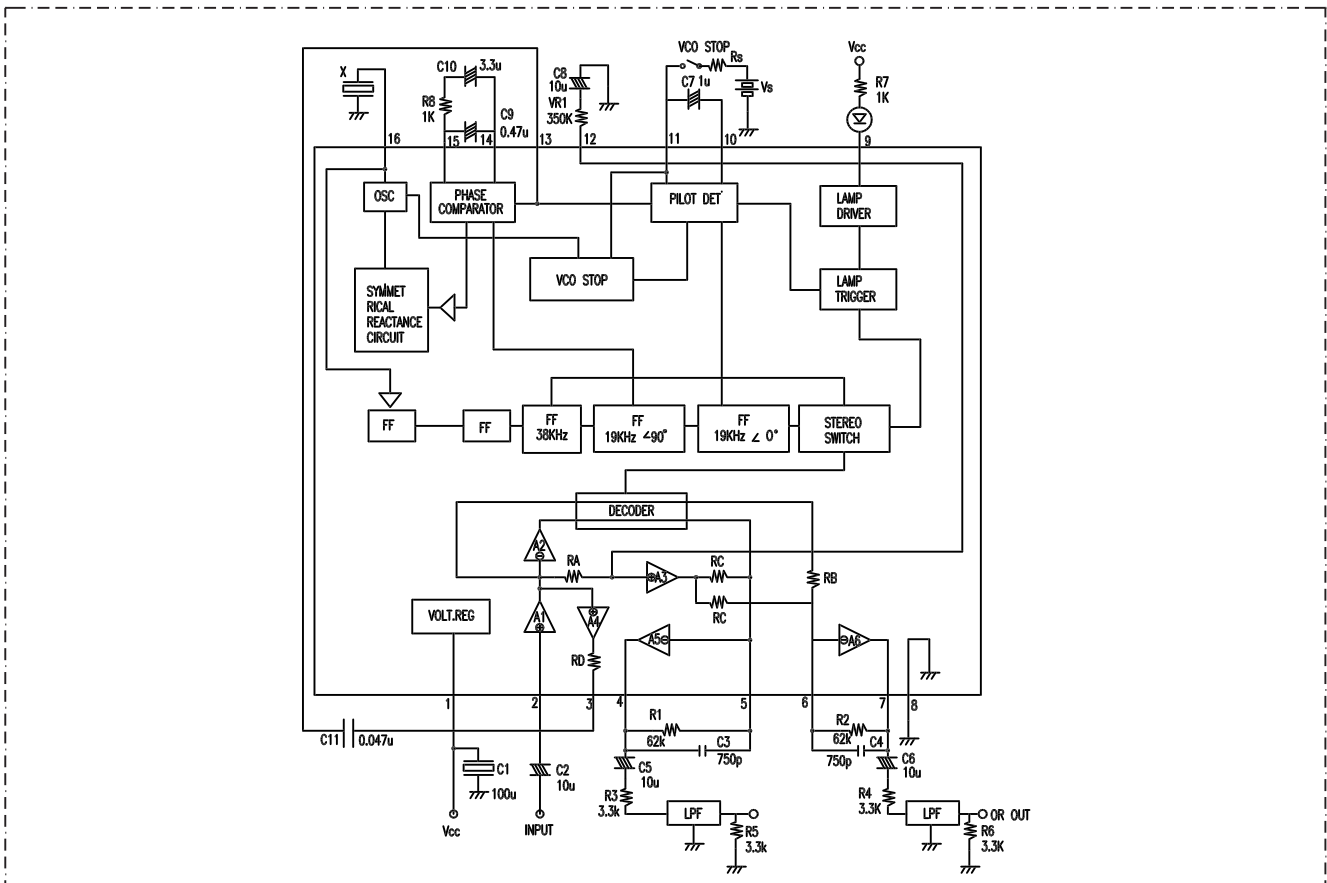 VCO STOP
Rs
Vcc
X
C10
3.3u
C8
10u
C7 1u
Vs
R7
1K
R8
1K
C9
0.47u
VR1
350K
16
15
14
13
12
11
10
9
OSC
PHASE
COMPARATOR
PILOT DET
LAMP
DRIVER
VCO STOP
LAMP
TRIGGER
SYMMET
RICAL
REACTANCE
CIRCUIT
FF
FF
FF
38KHz
FF
19KHz ∠90°
FF
19KHz ∠ 0°
STEREO
SWITCH
DECODER
A2
⊖
RA
⊕A3
RC
RC
RB
VOLT.REG
A1
⊕
⊕
A4
A5⊖
⊖A6
RD
1
2
3
4
5
6
7
8
C11
0.047u
R1
62k
C3
750p
R2
62k
C4
750p
C1
100u
C2
10u
C5
10u
C6
10u
R3
3.3k
R4
3.3K
LPF
LPF
OR OUT
Vcc
INPUT
R5
3.3k
R6
3.3K